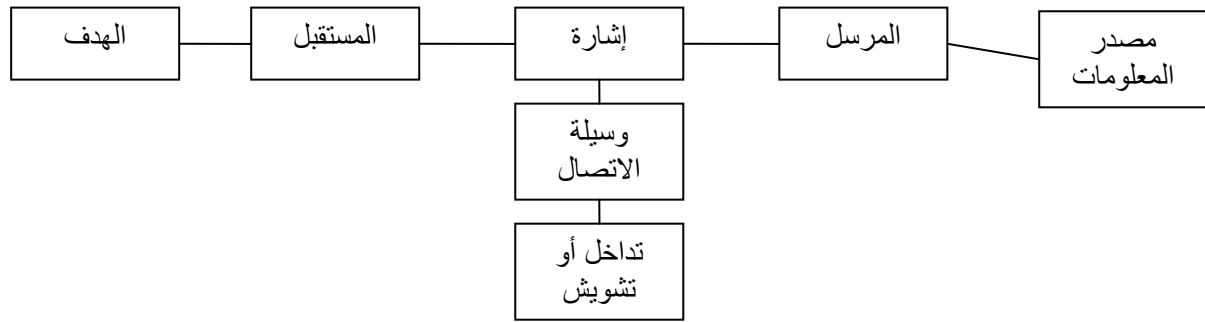 مصدر
المعلومات
المرسل
إشارة
المستقبل
الهدف
وسيلة
الاتصال
تداخل أو
تشويش